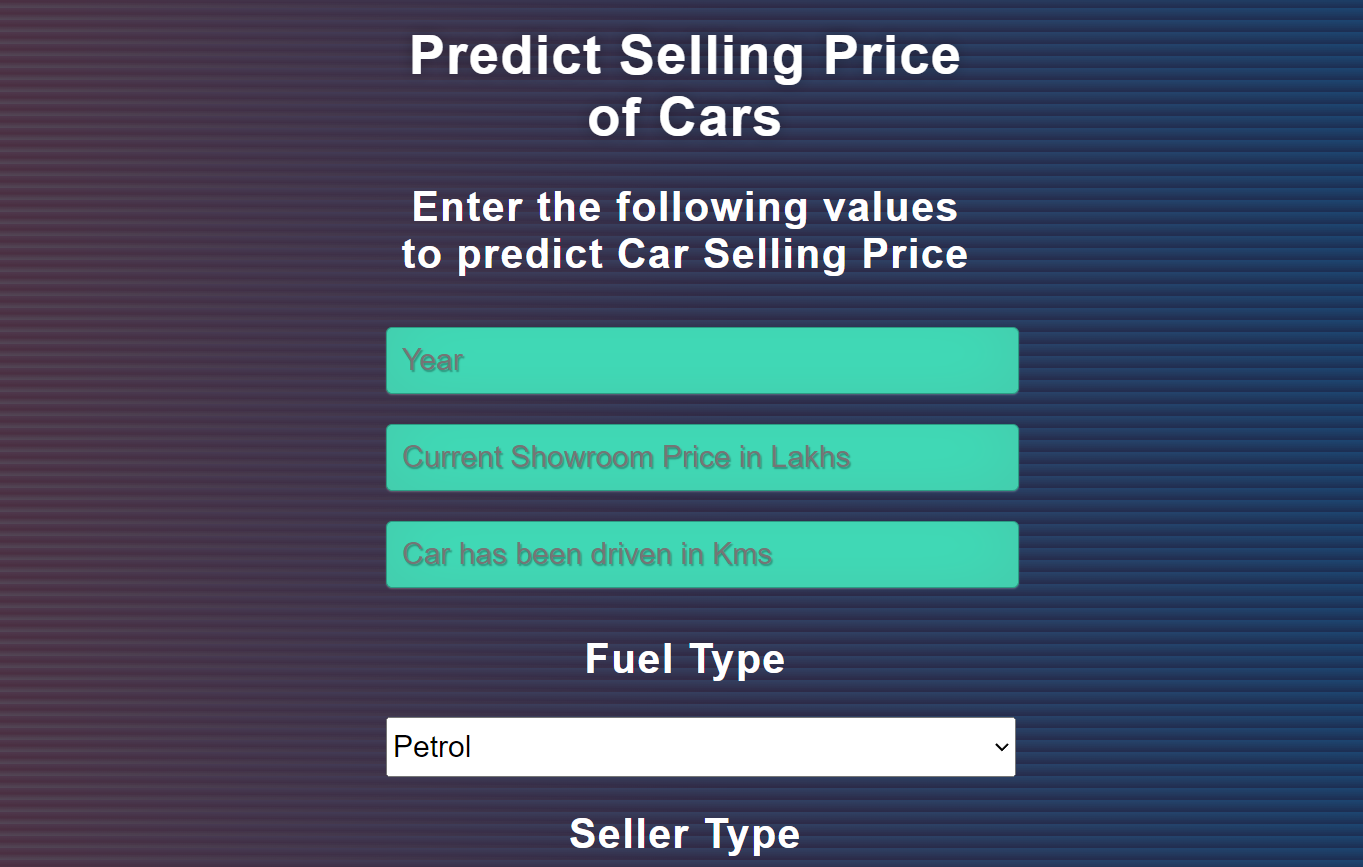 Predict Selling Price
of Cars
Enter the following values
to predict Car Selling Price
Year
Current Showroom Price in Lakhs
Car has been driven in Kms
Fuel Type
Petrol
Seller Type